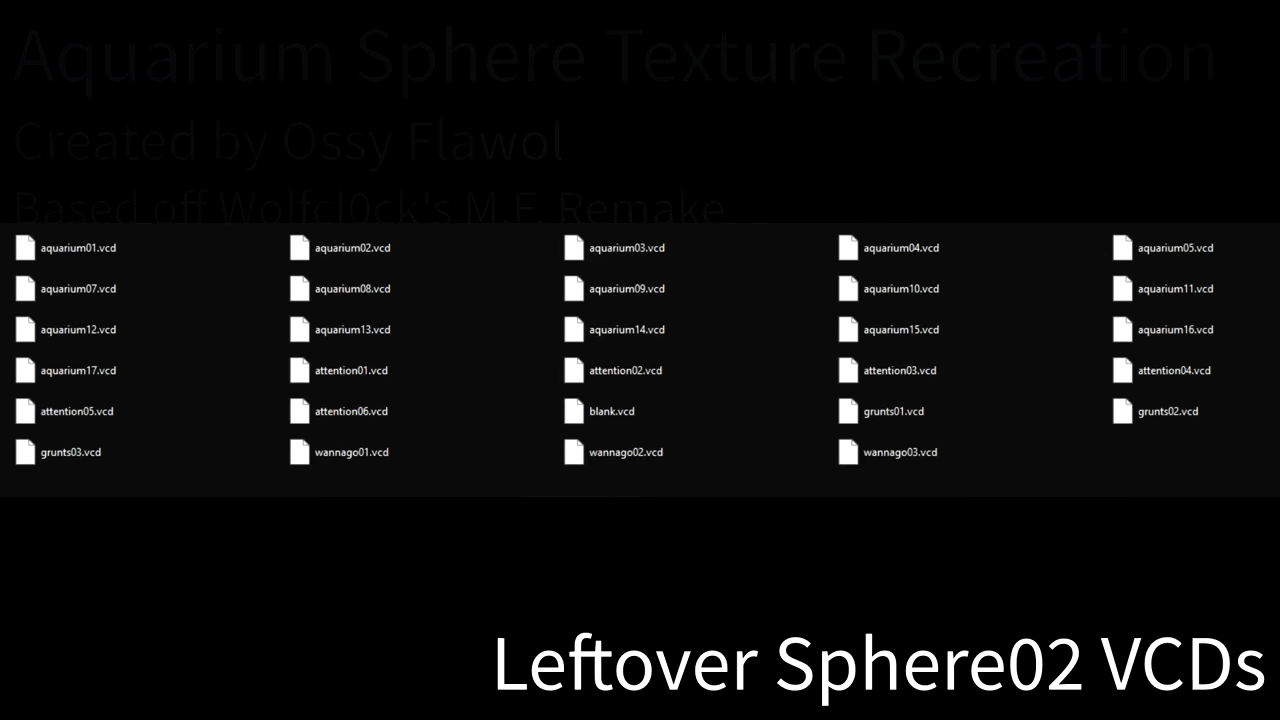 Aquarium Sphere Texture Recreation
Created by Ossy Flawol
Based off Wolfcl0ck's M.F. Remake
aquarium01.vcd aquarium02.vcd aquarium03.vcd aquarium04.vcd aquarium05.vcd
aquarium07.vcd aquarium08.vcd aquarium09.vcd aquarium10.vcd aquarium11.vcd
aquarium12.vcd aquarium13.vcd aquarium14.vcd aquarium15.vcd aquarium16.vcd
aquarium17.vcd attention01.vcd attention02.vcd attention03.vcd attention04.vcd
attention05.vcd attention06.vcd blank.vcd grunts01.vcd grunts02.vcd
grunts03.vcd wannago01.vcd wannago02.vcd wannago03.vcd
Leftover Sphere02 VCDs